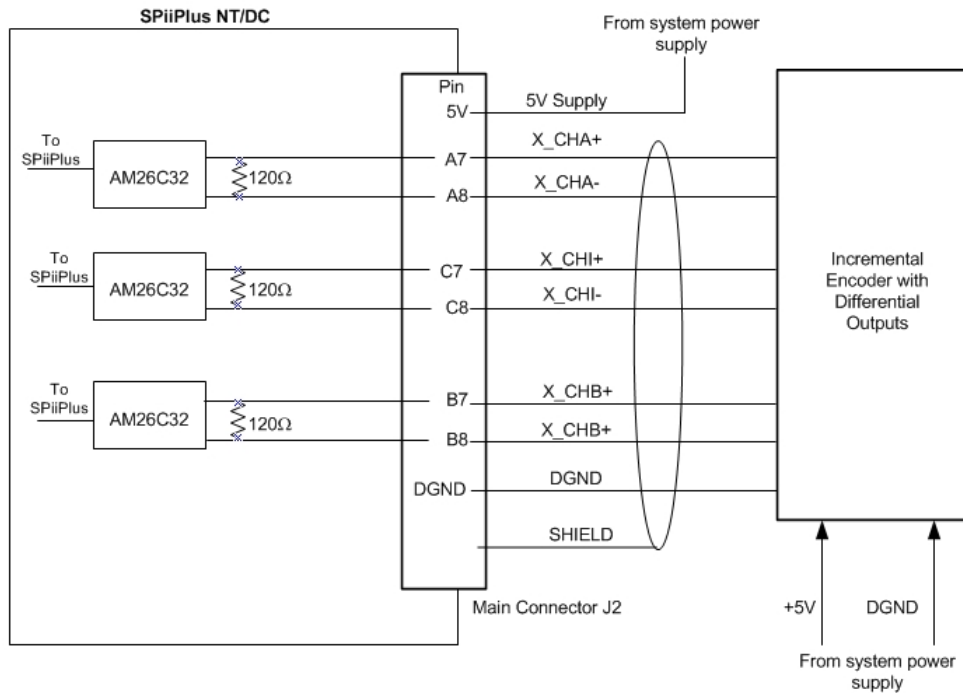 SPiiPlus NT/DC
From system power
supply
Pin
5V
5V Supply
To
SPiiPlus
AM26C32
120Ω
A7
X_CHA+
A8
X_CHA-
To
SPiiPlus
AM26C32
120Ω
C7
X_CHI+
C8
X_CHI-
Incremental
Encoder with
Differential
Outputs
To
SPiiPlus
AM26C32
120Ω
B7
X_CHB+
B8
X_CHB+
DGND
DGND
SHIELD
Main Connector J2
+5V
DGND
From system power
supply